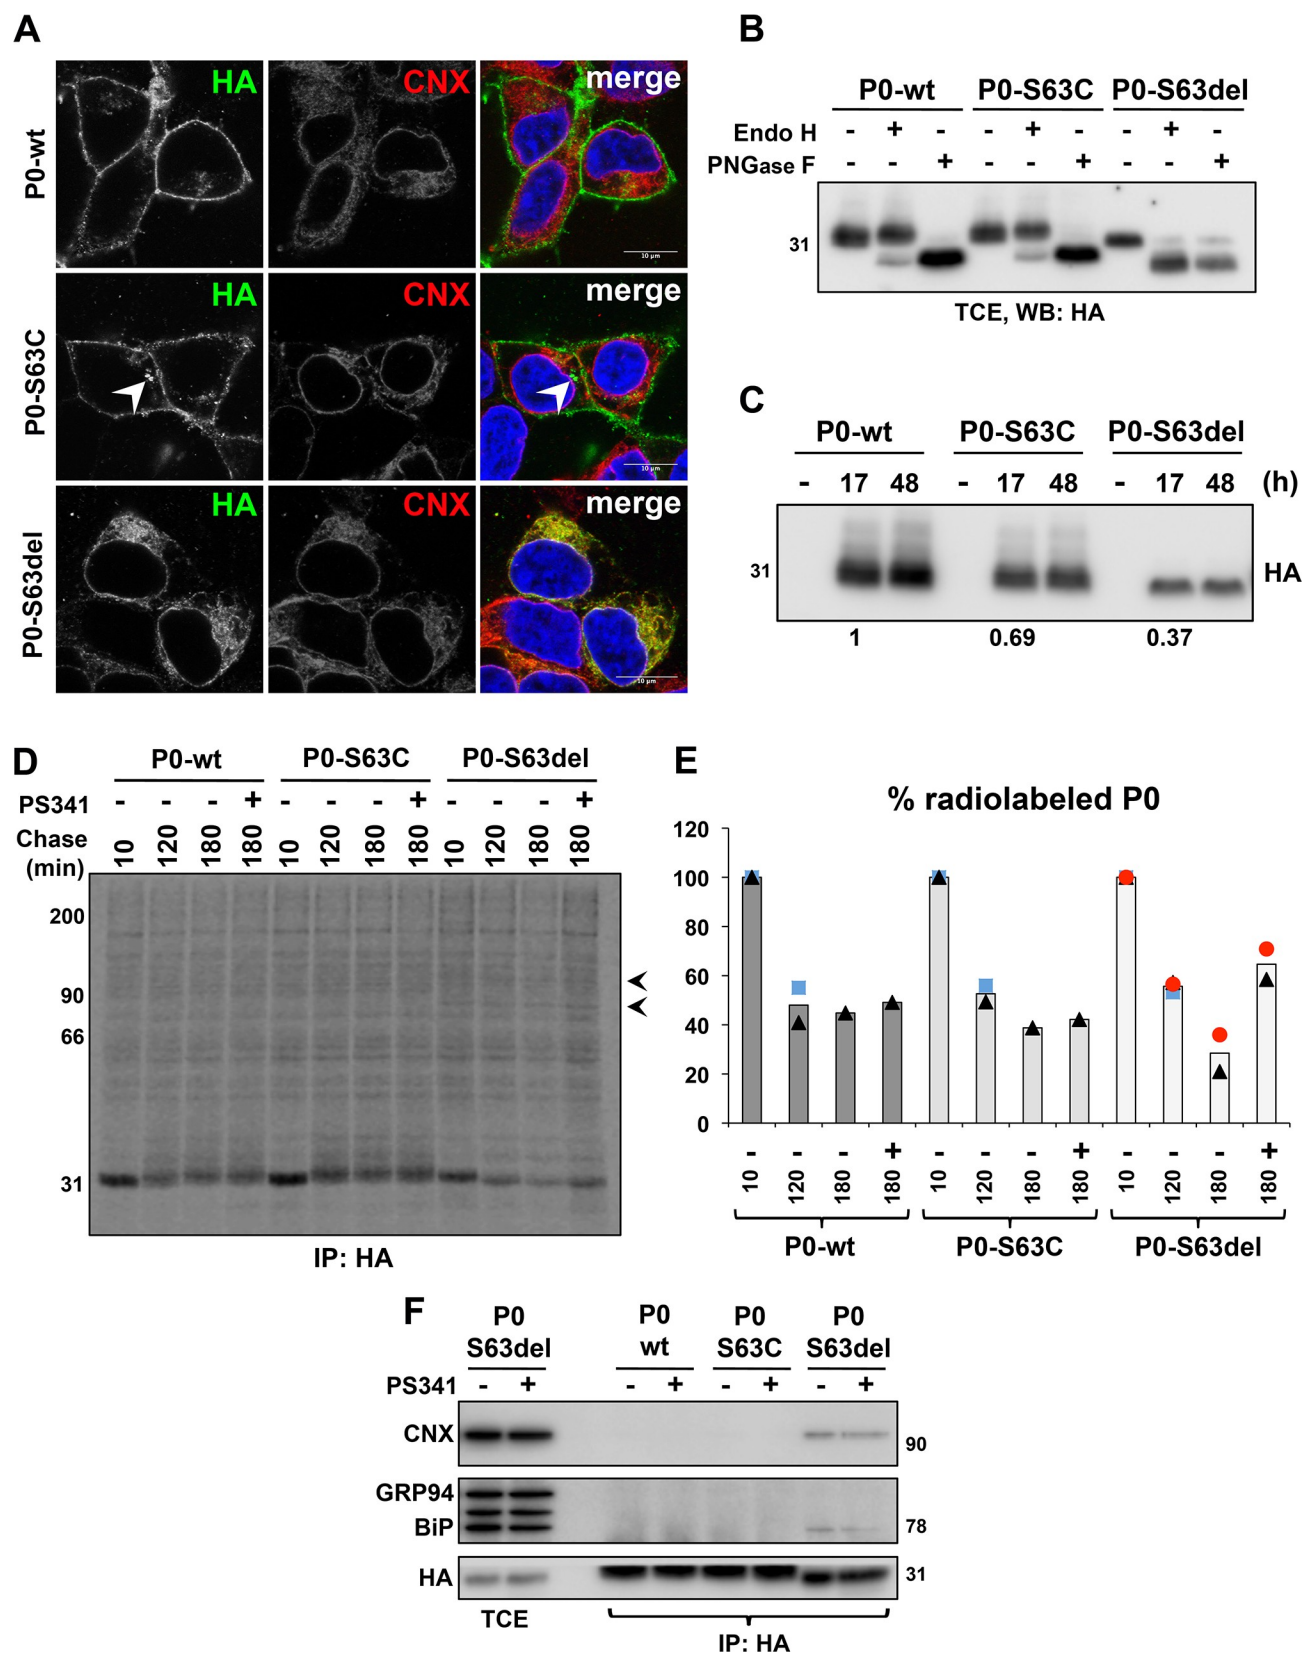 A
HA
CNX
merge
P0-wt
10 µm
HA
CNX
merge
P0-S63C
10 µm
HA
CNX
merge
P0-S63del
10 µm
B
P0-wt P0-S63C P0-S63del
Endo H - + - - + - - + -
PNGase F - - + - - + - - +
31
TCE, WB: HA
C
P0-wt P0-S63C P0-S63del
- 17 48 - 17 48 - 17 48 (h)
31
HA
1 0.69 0.37
D
P0-wt P0-S63C P0-S63del
PS341 - - - + - - - + - - - +
Chase
(min)
10 120 180 180 10 120 180 180 10 120 180 180
200
90
66
31
IP: HA
E
% radiolabeled P0
120
100
80
60
40
20
0
- - - + - - - + - - - +
10 120 180 180 10 120 180 180 10 120 180 180
P0-wt P0-S63C P0-S63del
F
P0 P0 P0 P0
S63del wt S63C S63del
PS341 - + - + - + - +
CNX
90
GRP94
BiP
78
HA
31
TCE
IP: HA